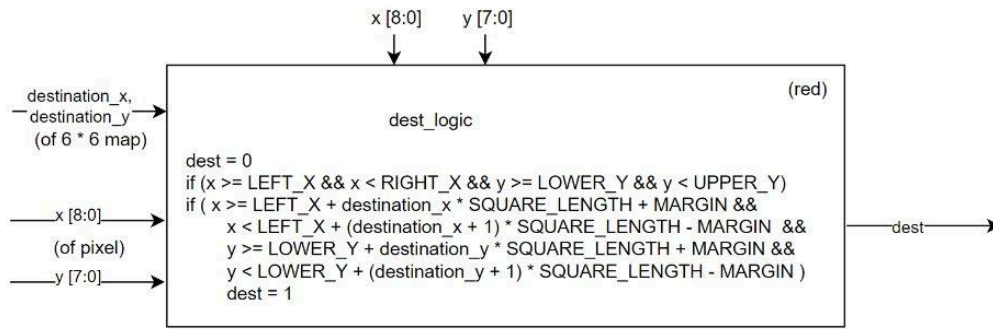 x [8:0] y [7:0]
(red)
destination_x,
destination_y
(of 6 * 6 map)
dest_logic
dest = 0
if (x >= LEFT_X && x < RIGHT_X && y >= LOWER_Y && y < UPPER_Y)
if ( x >= LEFT_X + destination_x * SQUARE_LENGTH + MARGIN &&
x < LEFT_X + (destination_x + 1) * SQUARE_LENGTH - MARGIN &&
y >= LOWER_Y + destination_y * SQUARE_LENGTH + MARGIN &&
y < LOWER_Y + (destination_y + 1) * SQUARE_LENGTH - MARGIN )
dest = 1
x [8:0]
(of pixel)
y [7:0]
dest